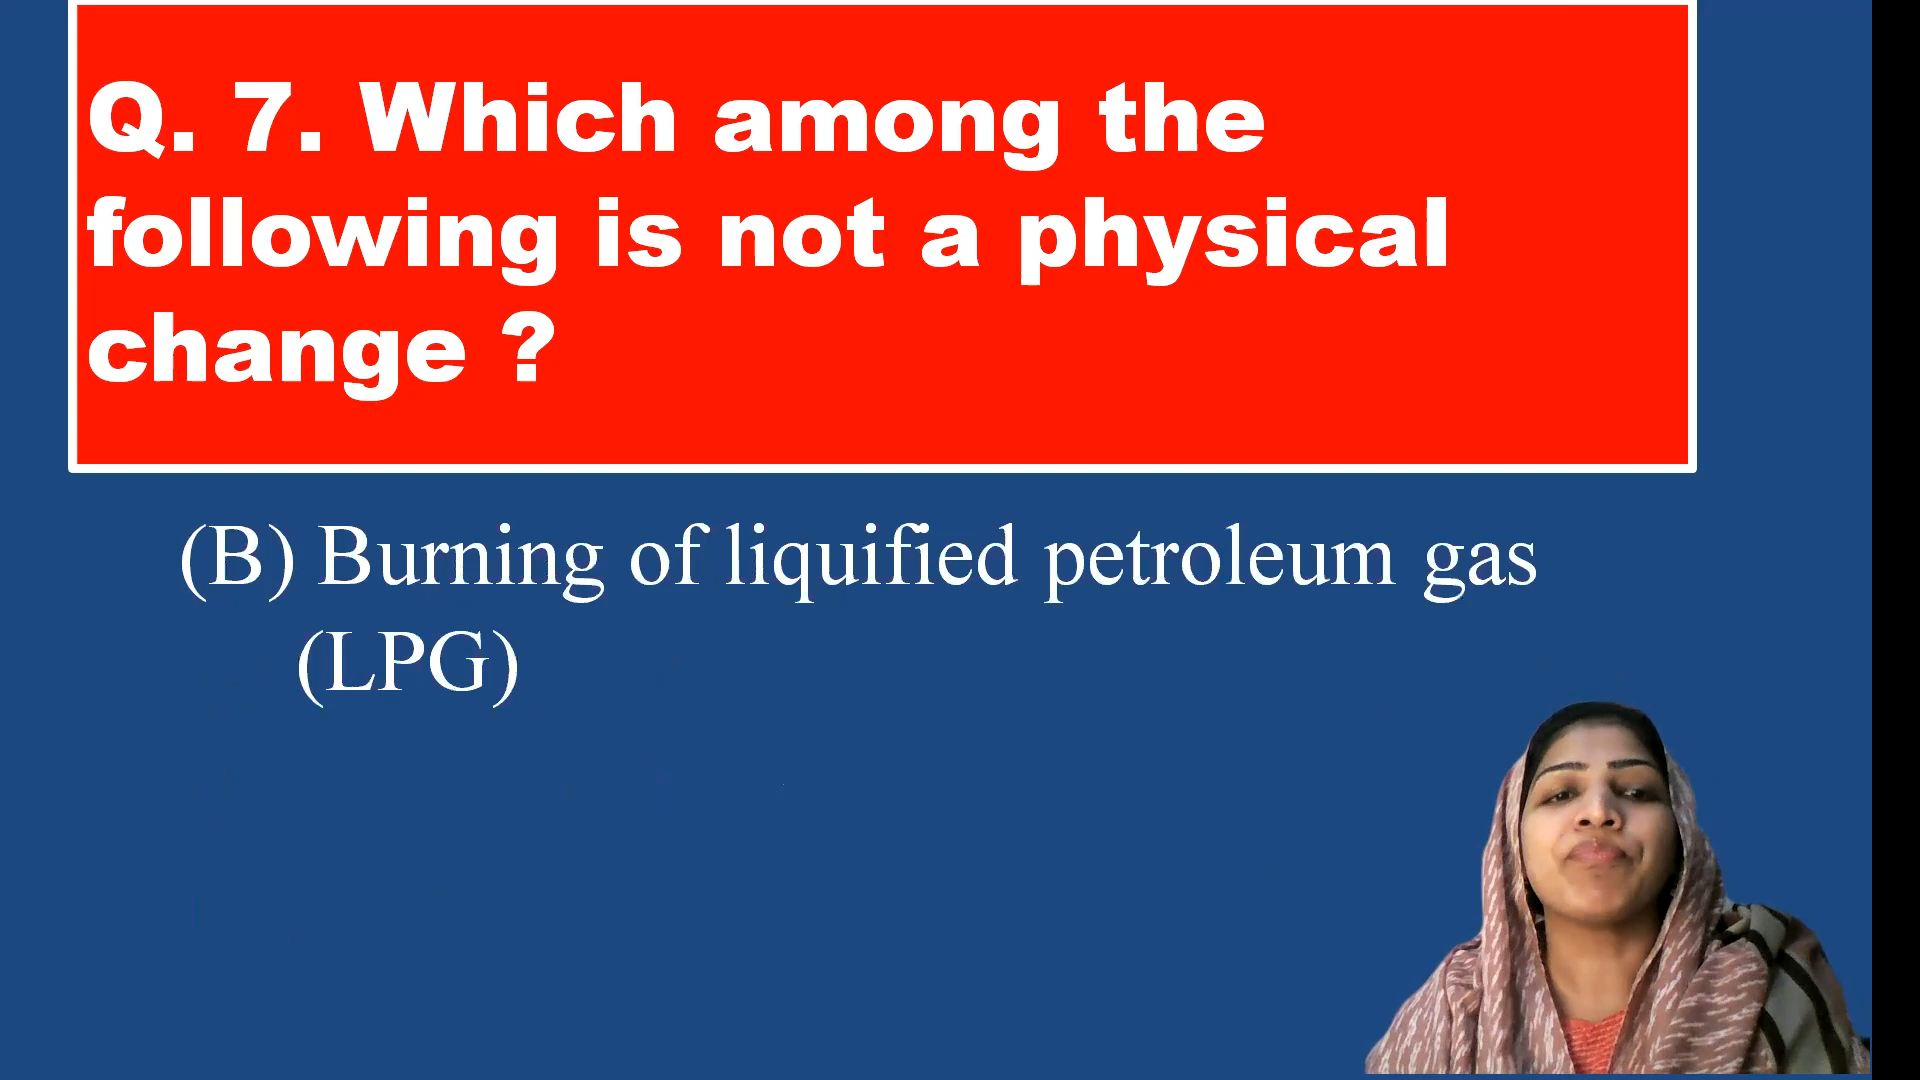 Q. 7. Which among the
following is not a physical
change ?
(B) Burning of liquified petroleum gas
(LPG)